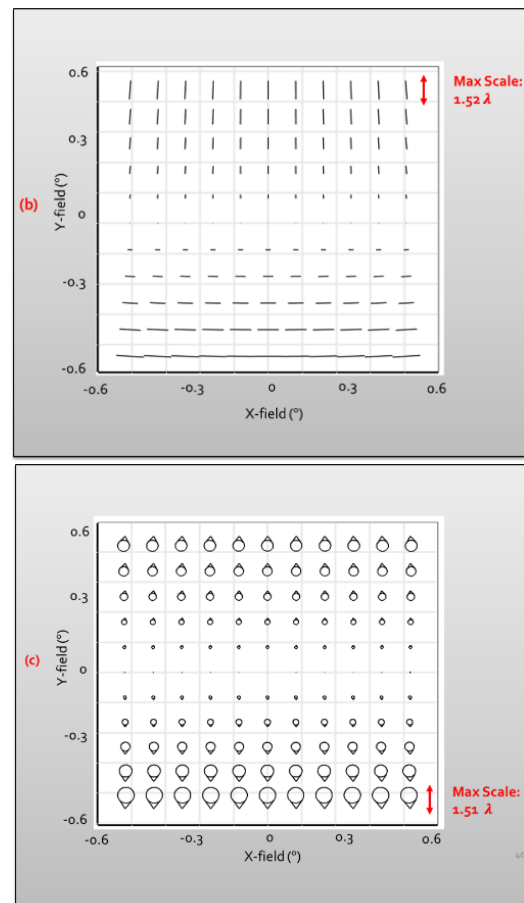 0.6
Max Scale:
1.52 λ
0.3
(b)
Y-field (°)
0
-0.3
-0.6
-0.6
-0.3
0
0.3
0.6
X-field (°)
0.6
0.3
(c)
Y-field (°)
0
-0.3
Max Scale:
1.51 λ
-0.6
-0.6
-0.3
0
0.3
0.6
X-field (°)